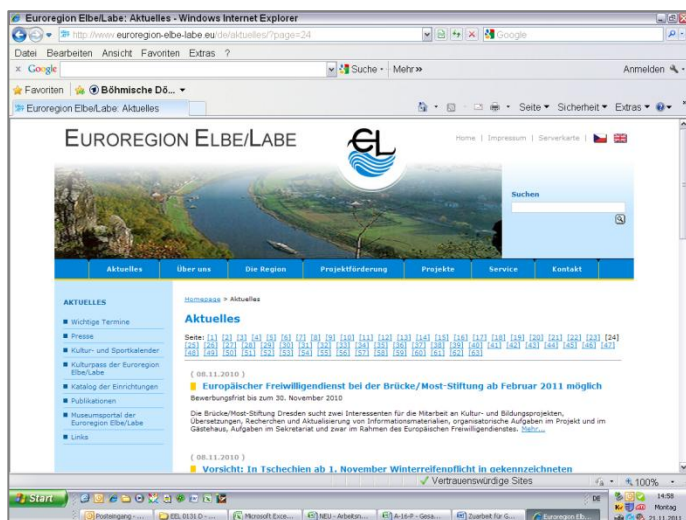 Euroregion Elbe/Labe: Aktuelles - Windows Internet Explorer
http://www.euroregion-elbe-labe.eu/de/aktuelles/?page=24
Google
Datei Bearbeiten Ansicht Favoriten Extras ?
x Google Suche · Mehr » Anmelden
Favoriten Böhmische Dö...
Euroregion Elbe/Labe: Aktuelles Seite Sicherheit Extras
EUROREGION ELBE/LABE
EL
Home | Impressum | Serverkarte |
Suchen
Aktuelles Über uns Die Region Projektförderung Projekte Service Kontakt
AKTUELLES
Wichtige Termine
Presse
Kultur- und Sportkalender
Kulturpass der Euroregion
Elbe/Labe
Katalog der Einrichtungen
Publikationen
Museumsportal der
Euroregion Elbe/Labe
Links
Homepage > Aktuelles
Aktuelles
Seite: [1] [2] [3] [4] [5] [6] [7] [8] [9] [10] [11] [12] [13] [14] [15] [16] [17] [18] [19] [20] [21] [22] [23] [24]
[25] [26] [27] [28] [29] [30] [31] [32] [33] [34] [35] [36] [37] [38] [39] [40] [41] [42] [43] [44] [45] [46] [47]
[48] [49] [50] [51] [52] [53] [54] [55] [56] [57] [58] [59] [60] [61] [62] [63]
( 08.11.2010 )
Europäischer Freiwilligendienst bei der Brücke/Most-Stiftung ab Februar 2011 möglich
Bewerbungsfrist bis zum 30. November 2010
Die Brücke/Most-Stiftung Dresden sucht zwei Interessenten für die Mitarbeit an Kultur- und Bildungsprojekten,
Übersetzungen, Recherchen und Aktualisierung von Informationsmaterialien, organisatorische Aufgaben im Projekt und im
Gästehaus, Aufgaben im Sekretariat und zwar im Rahmen des Europäischen Freiwilligendienstes. Mehr...
( 08.11.2010 )
Vorsicht: In Tschechien ab 1. November Winterreifenpflicht in gekennzeichneten
Vertrauenswürdige Sites 100%
Start DE 14:58
Montag
21.11.2011
Posteingang - ... EEL 0131 D - ... Microsoft Exce... NEU - Arbeitsn... A-16-P - Gesa... Zuarbeit für G... Euroregion Elb...